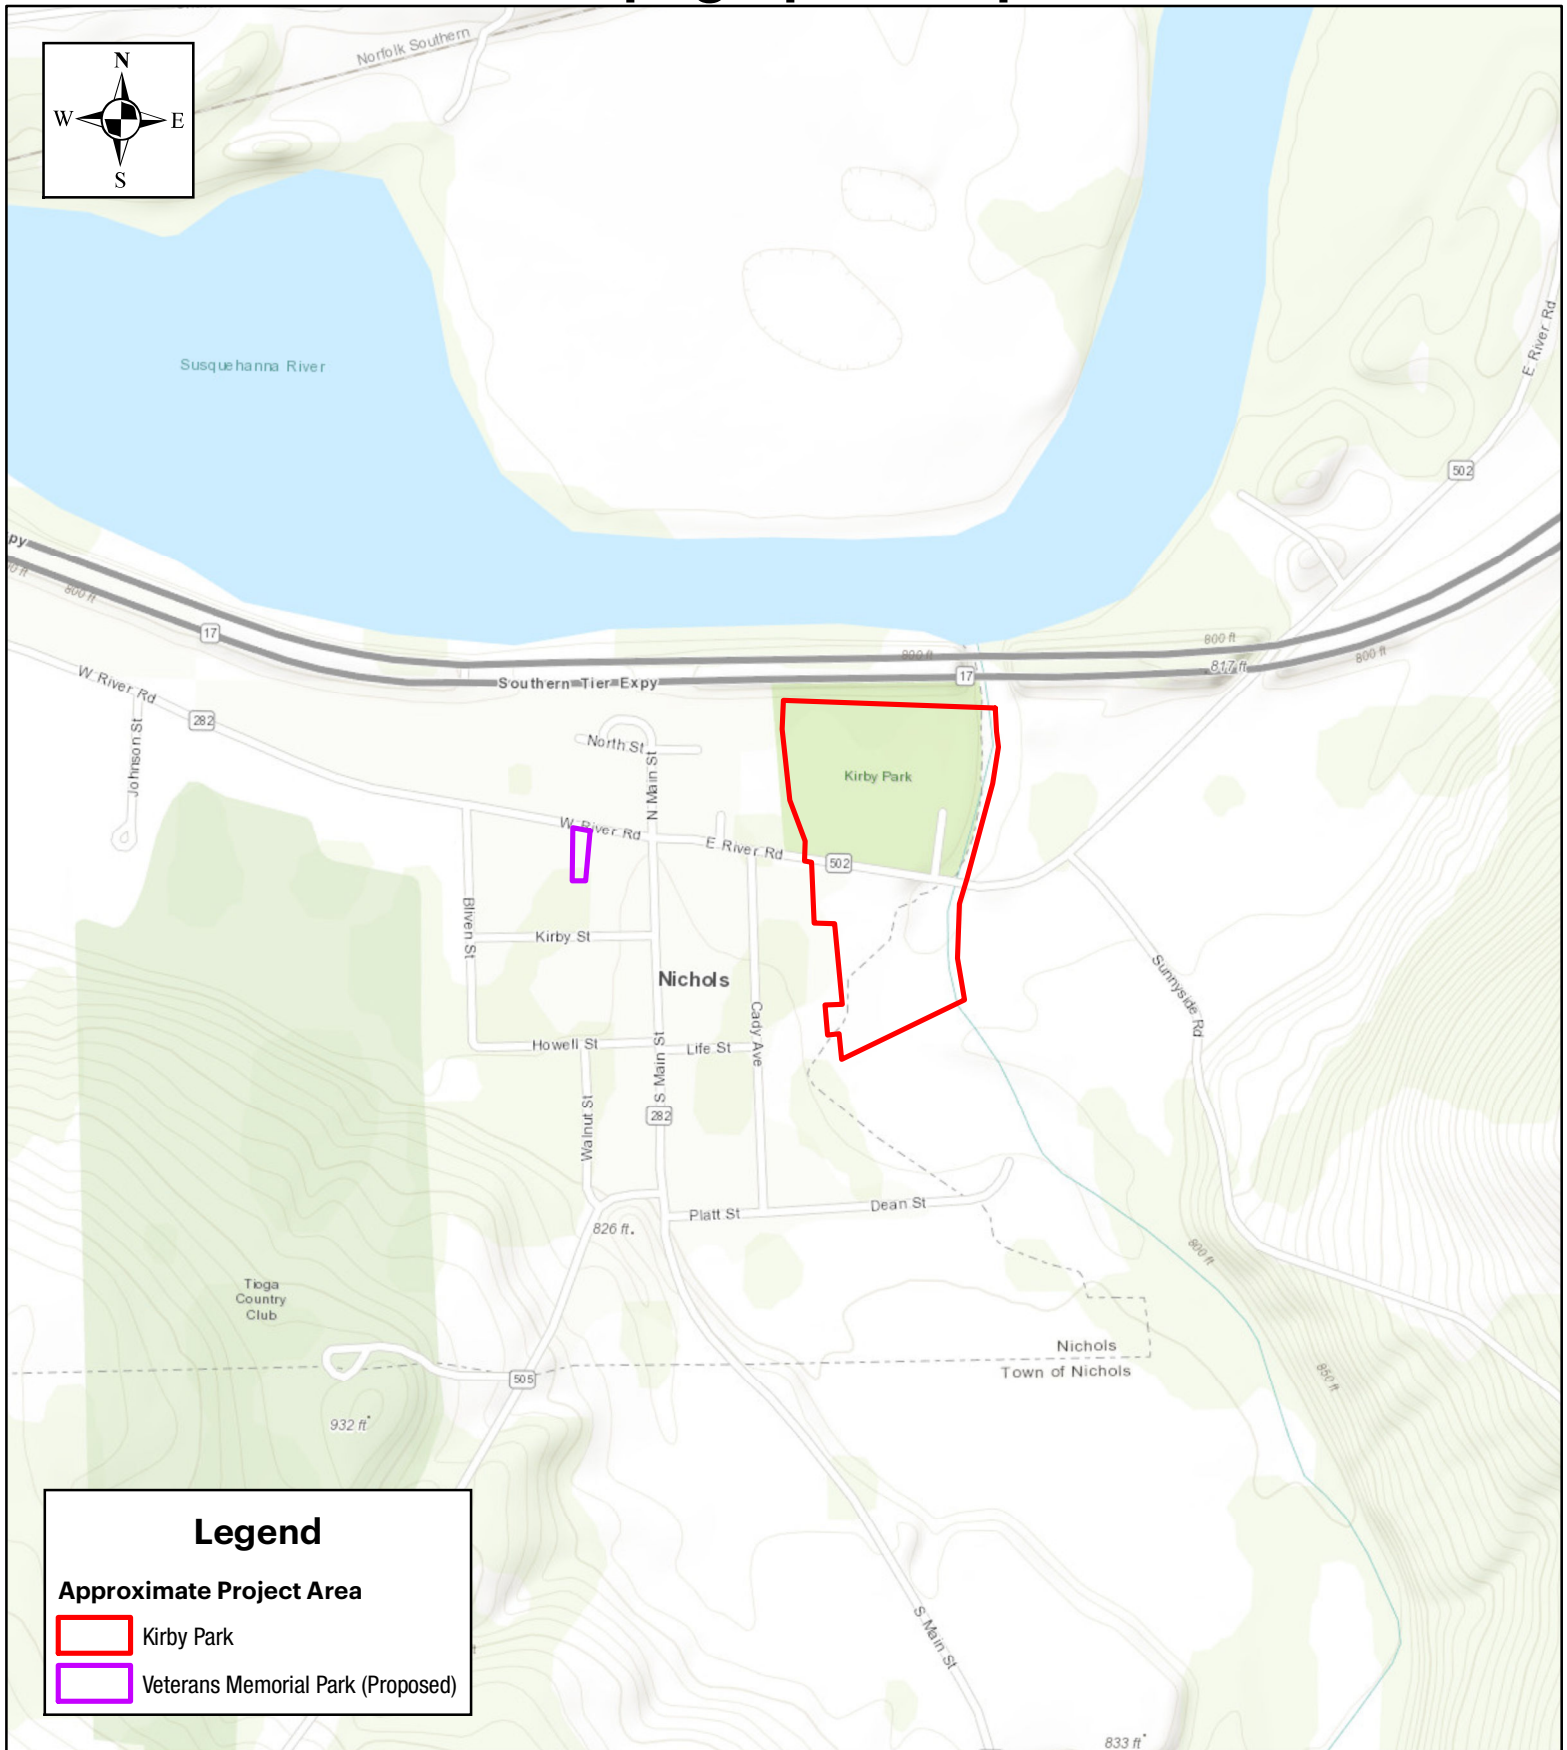 N
W
E
S
Norfolk Southern
Susquehanna River
E River Rd
502
py
800 ft
17
800 ft
800 ft
817 ft
800 ft
17
Southern Tier Expy
W River Rd
282
Johnson St
North St
N Main St
Kirby Park
W River Rd
E River Rd
502
Bliven St
Kirby St
Nichols
Sunnyside Rd
Cady Ave
Howell St
Life St
S Main St
282
Walnut St
Platt St
Dean St
826 ft.
800 ft
Tioga
Country
Club
Nichols
Town of Nichols
505
850 ft
932 ft
S Main St
833 ft
Legend
Approximate Project Area
Kirby Park
Veterans Memorial Park (Proposed)